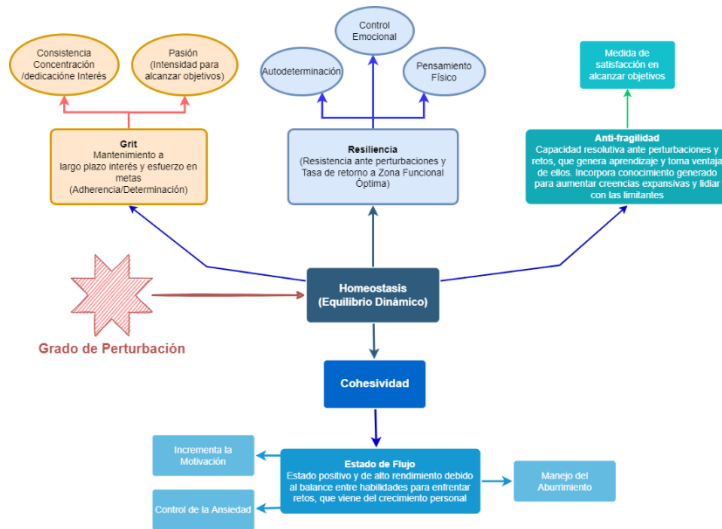 Consistencia
Concentración
/dedicacióne Interés
Pasión
(Intensidad para
alcanzar objetivos)
Control
Emocional
Autodeterminación
Pensamiento
Físico
Medida de
satisfacción en
alcanzar objetivos
Grit
Mantenimiento a
largo plazo interés y esfuerzo en
metas
(Adherencia/Determinación)
Resiliencia
(Resistencia ante perturbaciones y
Tasa de retorno a Zona Funcional
Óptima)
Anti-fragilidad
Capacidad resolutiva ante perturbaciones y
retos, que genera aprendizaje y toma ventaja
de ellos. Incorpora conocimiento generado
para aumentar creencias expansivas y lidiar
con las limitantes
Homeostasis
(Equilibrio Dinámico)
Grado de Perturbación
Cohesividad
Incrementa la
Motivación
Estado de Flujo
Estado positivo y de alto rendimiento debido
al balance entre habilidades para enfrentar
retos, que viene del crecimiento personal
Manejo del
Aburrimiento
Control de la Ansiedad